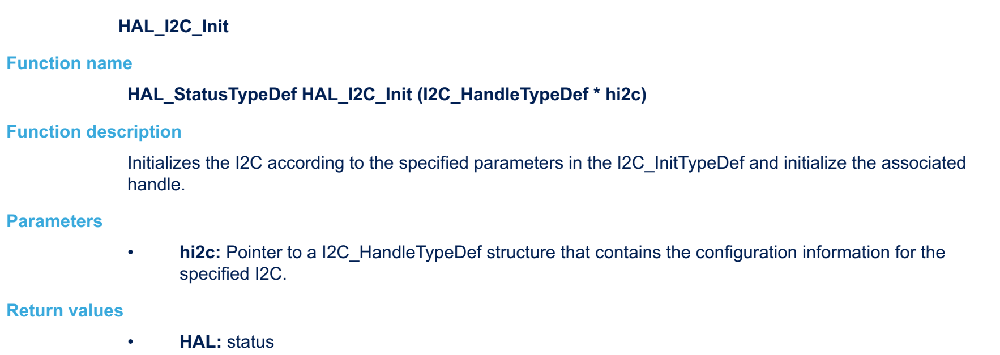 HAL_I2C_Init
Function name
HAL_StatusTypeDef HAL_I2C_Init (I2C_HandleTypeDef * hi2c)
Function description
Initializes the I2C according to the specified parameters in the I2C_InitTypeDef and initialize the associated
handle.
Parameters
• hi2c: Pointer to a I2C_HandleTypeDef structure that contains the configuration information for the
specified I2C.
Return values
• HAL: status